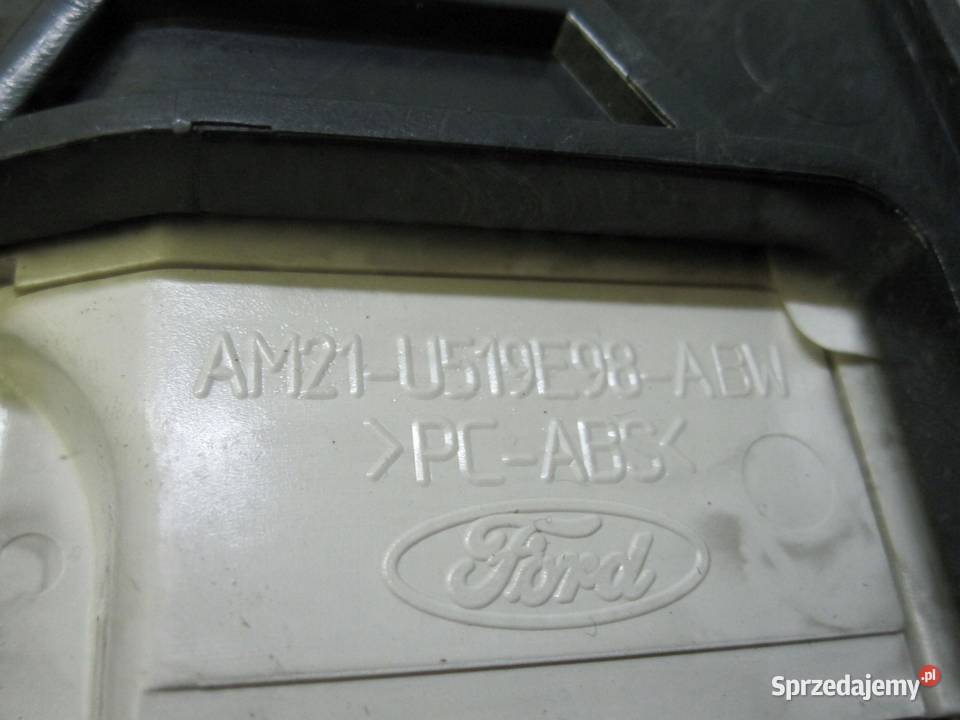 AM21-U519E98-ABW
>PC-ABS<
Ford
Sprzedajemy.pl